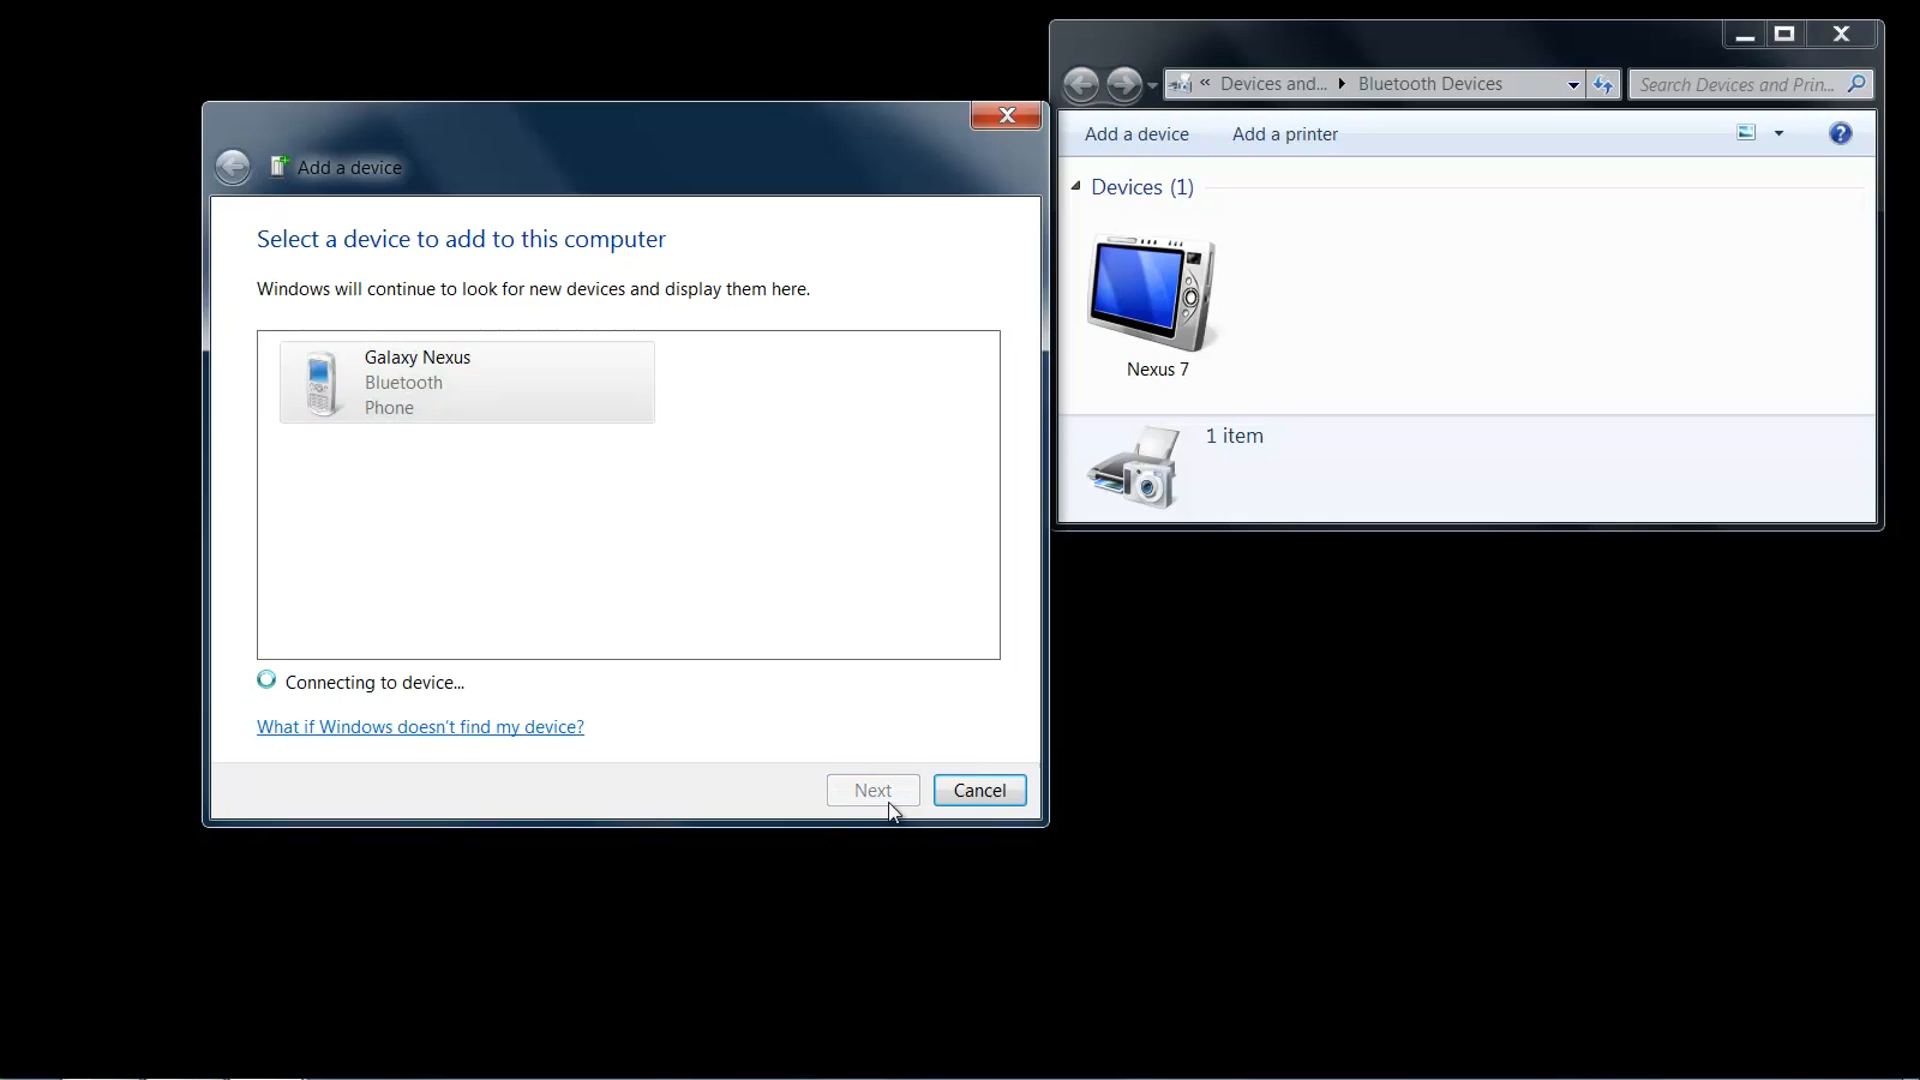 Add a device
Select a device to add to this computer
Windows will continue to look for new devices and display them here.
Galaxy Nexus
Bluetooth
Phone
Connecting to device...
What if Windows doesn't find my device?
Next
Cancel
« Devices and... Bluetooth Devices
Search Devices and Prin...
Add a device Add a printer
Devices (1)
Nexus 7
1 item